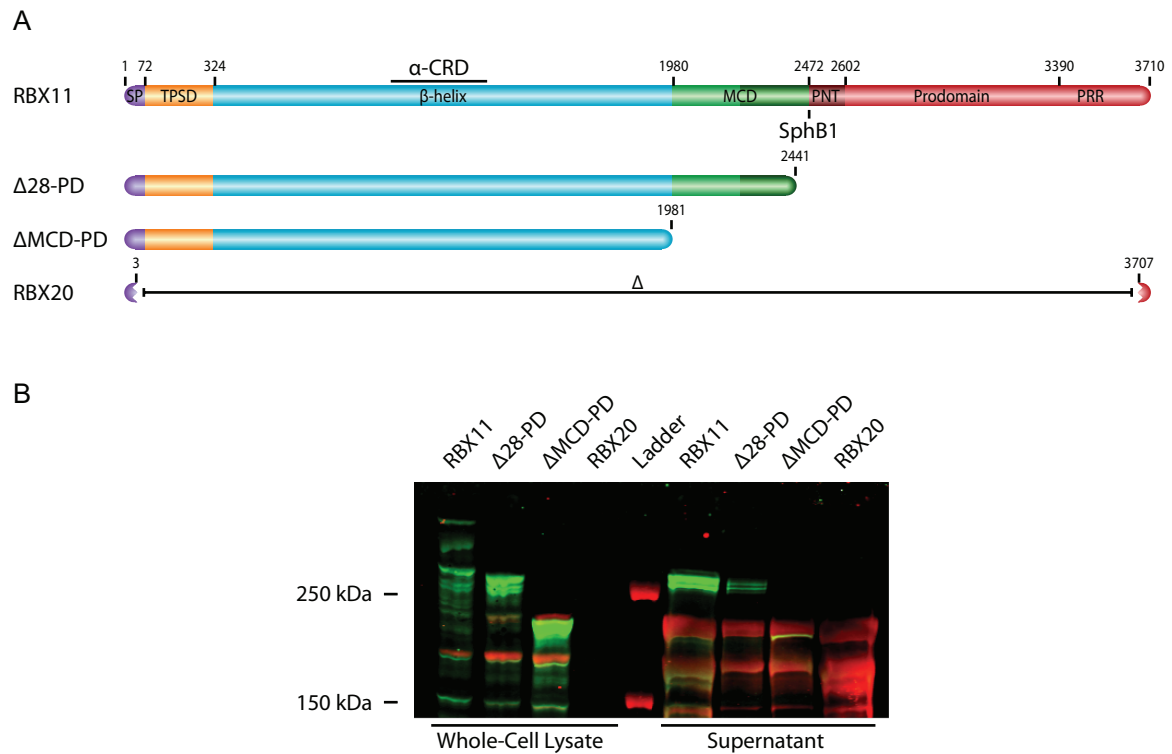 A
α-CRD
1 72 324 1980 2472 2602 3390 3710
RBX11 SP TPSD β-helix MCD PNT Prodomain PRR
SphB1
2441
Δ28-PD
1981
ΔMCD-PD
3 Δ 3707
RBX20
B
RBX11 Δ28-PD ΔMCD-PD RBX20 Ladder RBX11 Δ28-PD ΔMCD-PD RBX20
250 kDa
150 kDa
Whole-Cell Lysate Supernatant